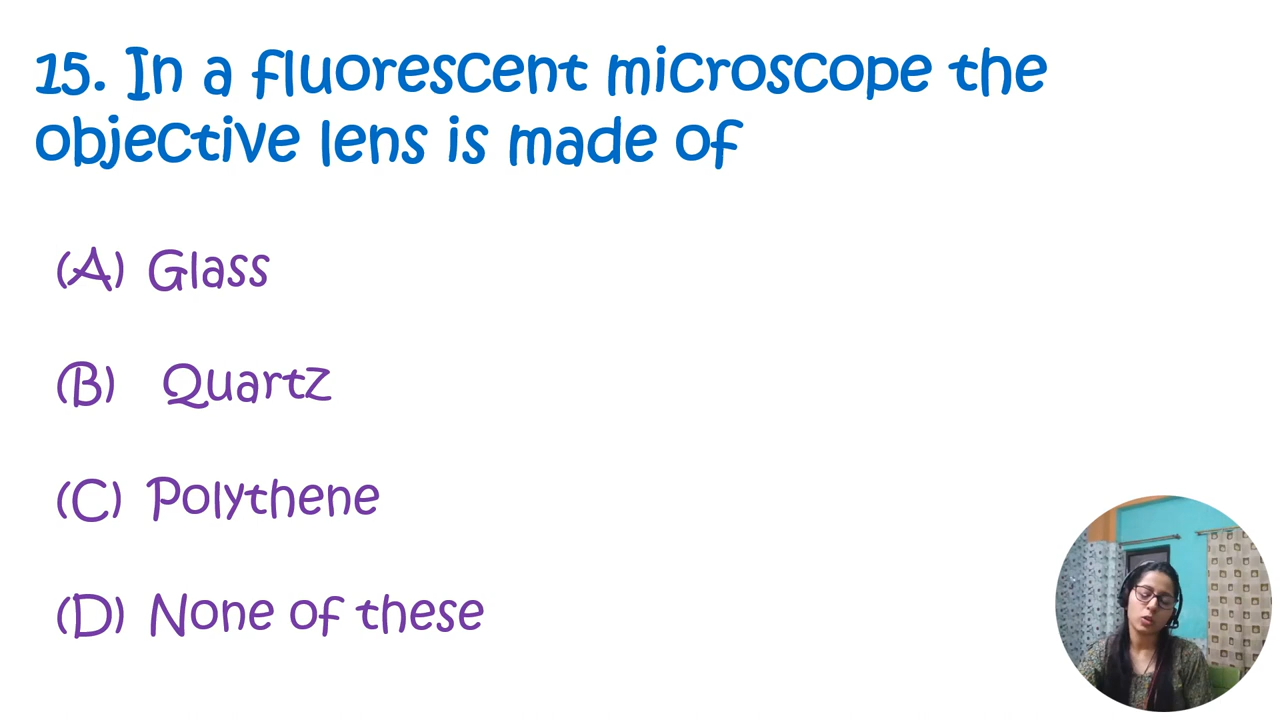 15. In a fluorescent microscope the
objective lens is made of
(A) Glass
(B) Quartz
(C) Polythene
(D) None of these